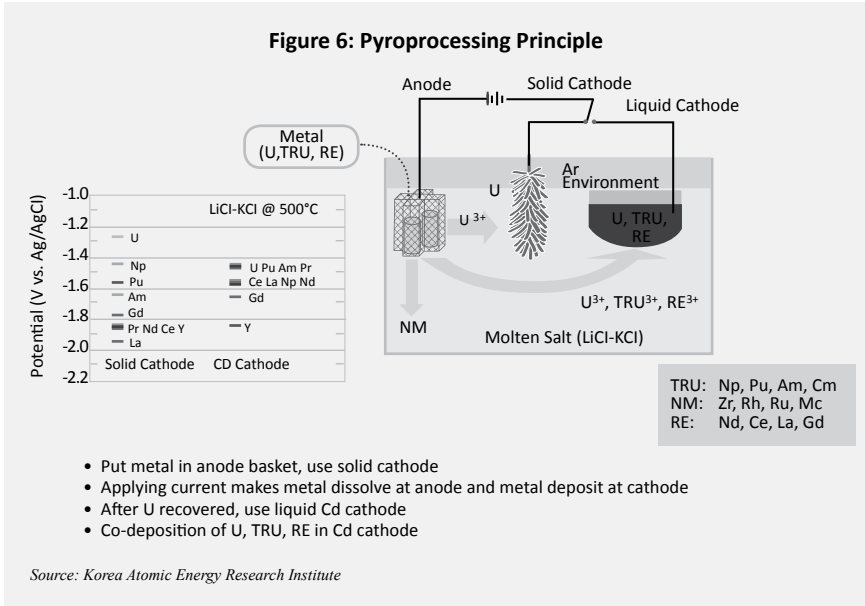 Figure 6: Pyroprocessing Principle
Anode
Solid Cathode
Liquid Cathode
Metal
(U,TRU, RE)
U
Ar
Environment
U 3+
U, TRU,
RE
U3+, TRU3+, RE3+
NM
Molten Salt (LiCI-KCI)
Potential (V vs. Ag/AgCI)
-1.0
-1.2
-1.4
-1.6
-1.8
-2.0
-2.2
LiCI-KCI @ 500°C
U
Np
Pu
Am
Gd
Pr Nd Ce Y
La
U Pu Am Pr
Ce La Np Nd
Gd
Y
Solid Cathode
CD Cathode
TRU: Np, Pu, Am, Cm
NM: Zr, Rh, Ru, Mc
RE: Nd, Ce, La, Gd
• Put metal in anode basket, use solid cathode
• Applying current makes metal dissolve at anode and metal deposit at cathode
• After U recovered, use liquid Cd cathode
• Co-deposition of U, TRU, RE in Cd cathode
Source: Korea Atomic Energy Research Institute